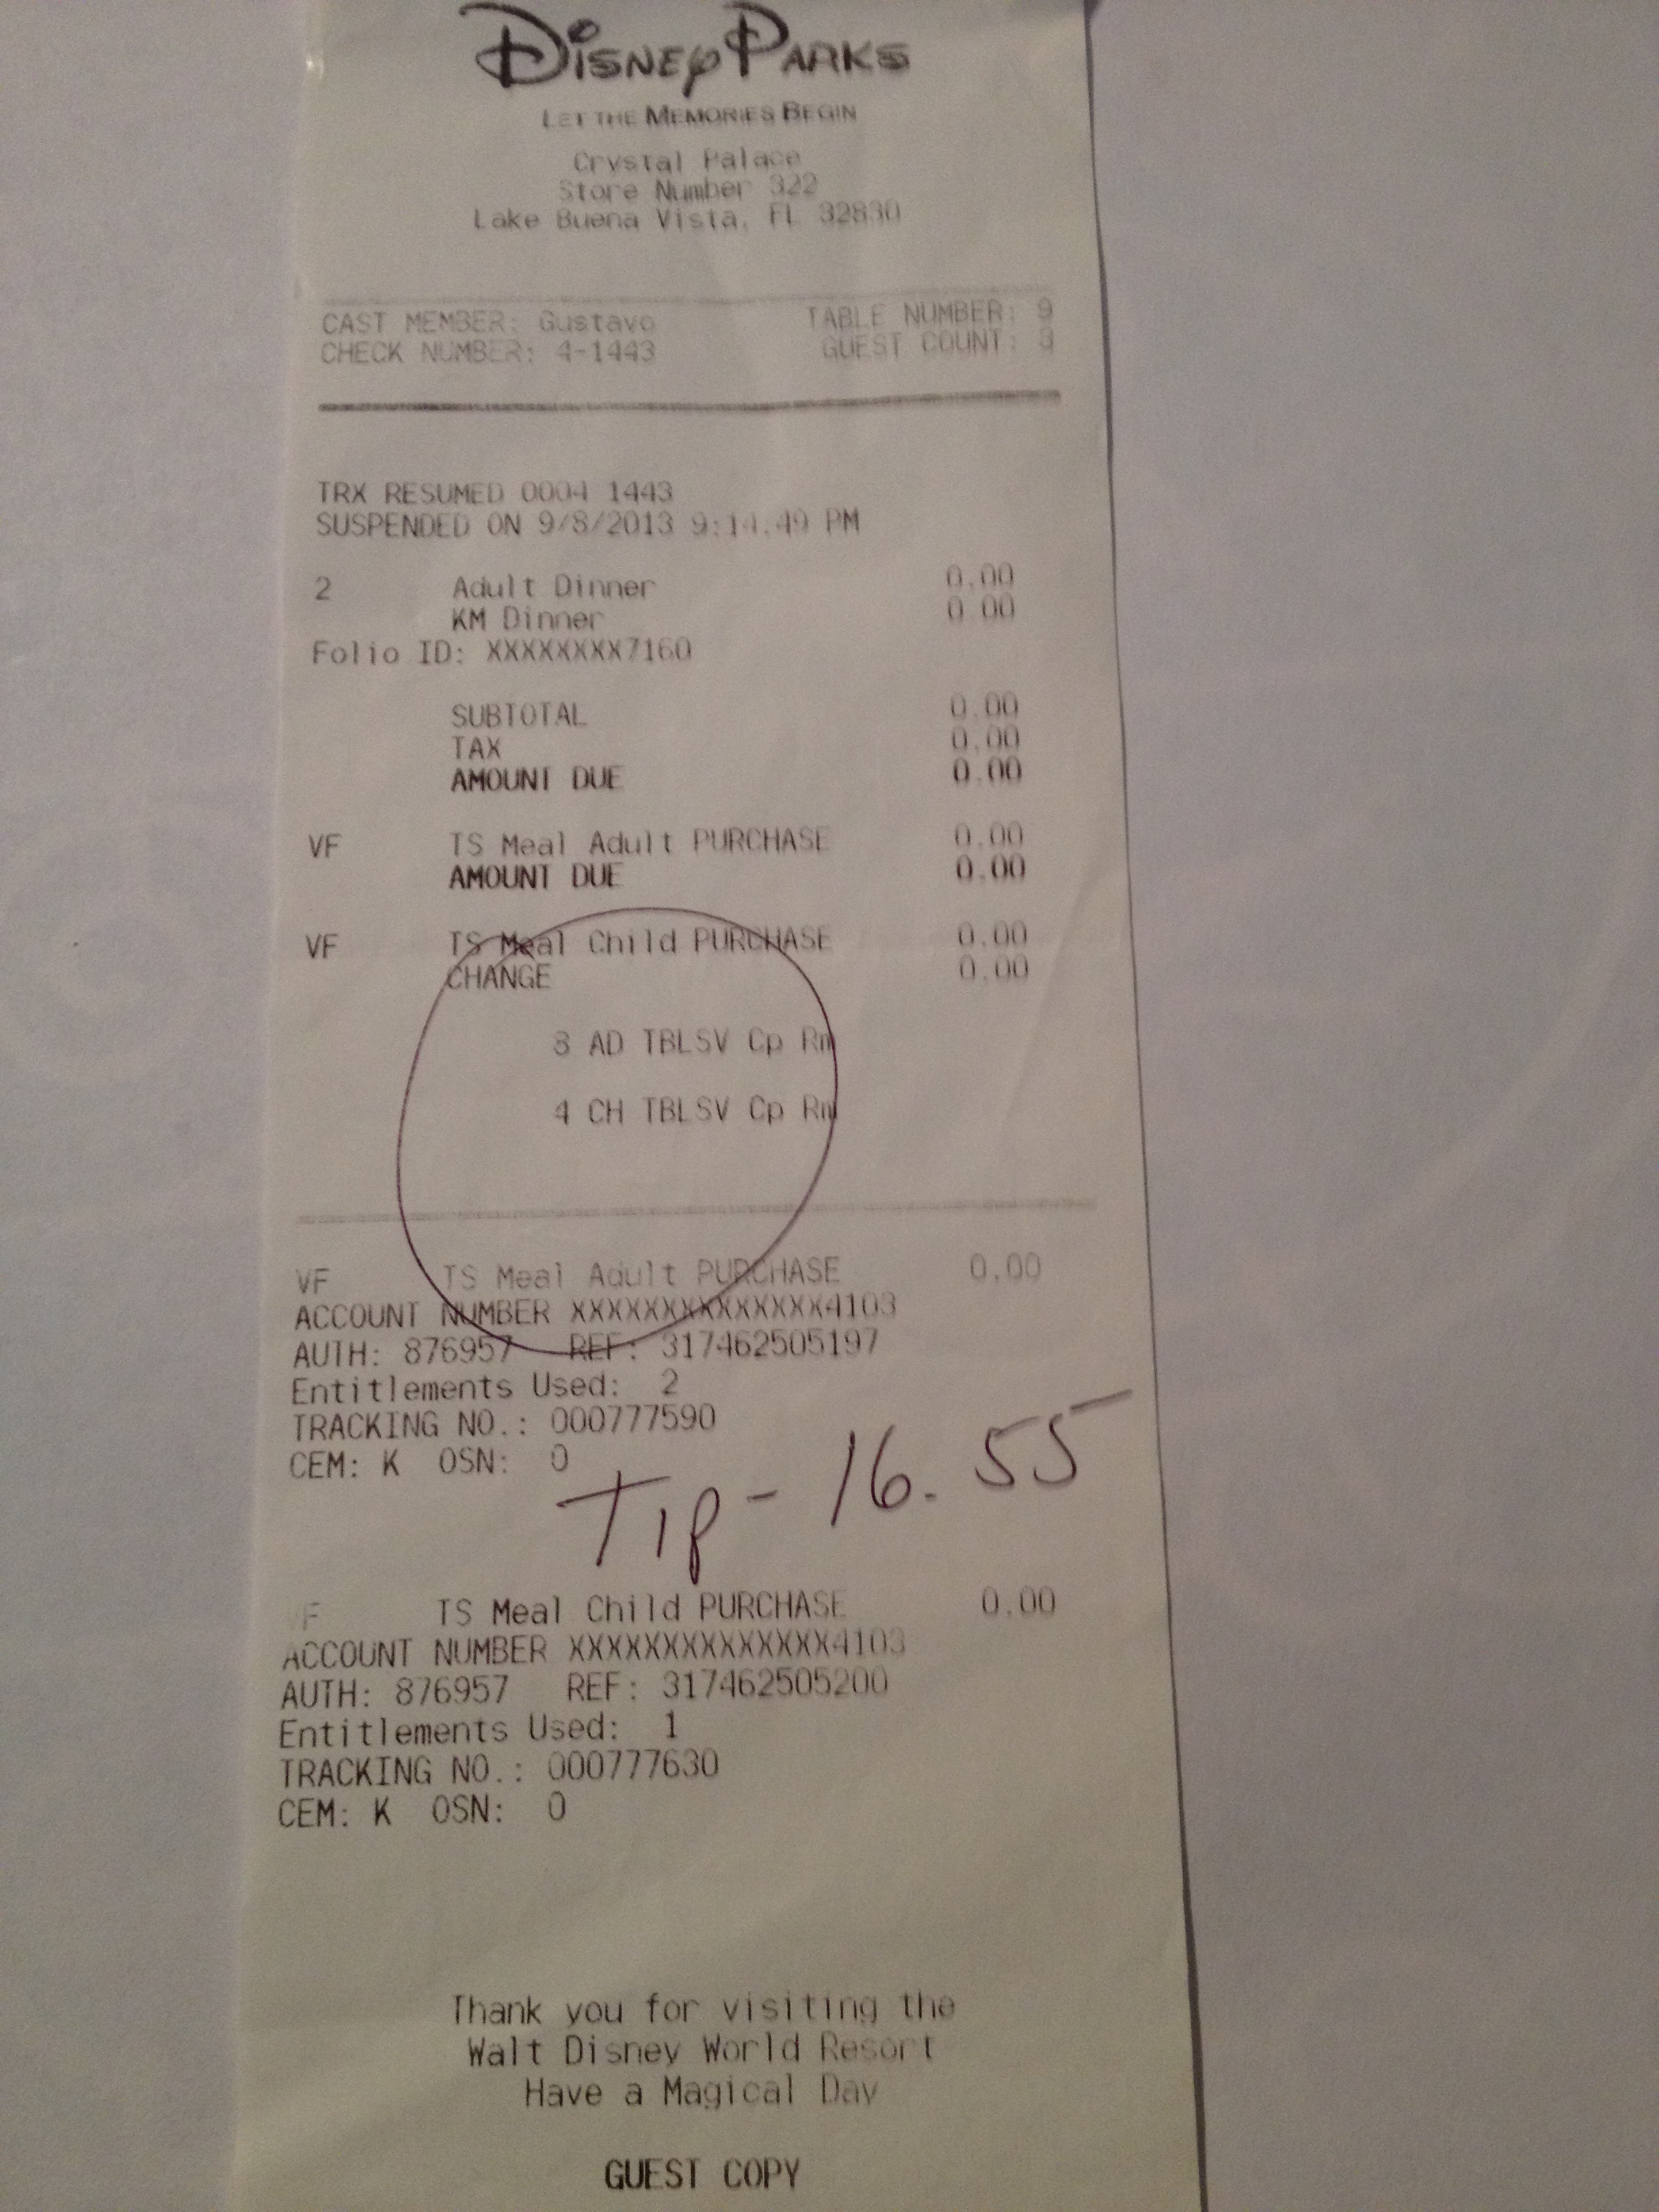 Disney Parks
LET THE MEMORIES BEGIN
Crystal Palace
Store Number 322
Lake Buena Vista, FL 32830
CAST MEMBER: Gustavo TABLE NUMBER: 9
CHECK NUMBER: 4-1443 GUEST COUNT: 3
TRX RESUMED 0004 1443
SUSPENDED ON 9/8/2013 9:14:49 PM
2 Adult Dinner 0.00
KM Dinner 0.00
Folio ID: XXXXXXXX7160
SUBTOTAL 0.00
TAX 0.00
AMOUNT DUE 0.00
VF TS Meal Adult PURCHASE 0.00
AMOUNT DUE 0.00
VF TS Meal Child PURCHASE 0.00
CHANGE 0.00
8 AD TBLSV Cp Rm
4 CH TBLSV Cp Rm
VF TS Meal Adult PURCHASE 0.00
ACCOUNT NUMBER XXXXXXXXXXXXXX4103
AUTH: 876957 REF: 317462505197
Entitlements Used: 2
TRACKING NO.: 000777590
CEM: K OSN: 0
Tip - 16.55
VF TS Meal Child PURCHASE 0.00
ACCOUNT NUMBER XXXXXXXXXXXXXX4103
AUTH: 876957 REF: 317462505200
Entitlements Used: 1
TRACKING NO.: 000777630
CEM: K OSN: 0
Thank you for visiting the
Walt Disney World Resort
Have a Magical Day
GUEST COPY